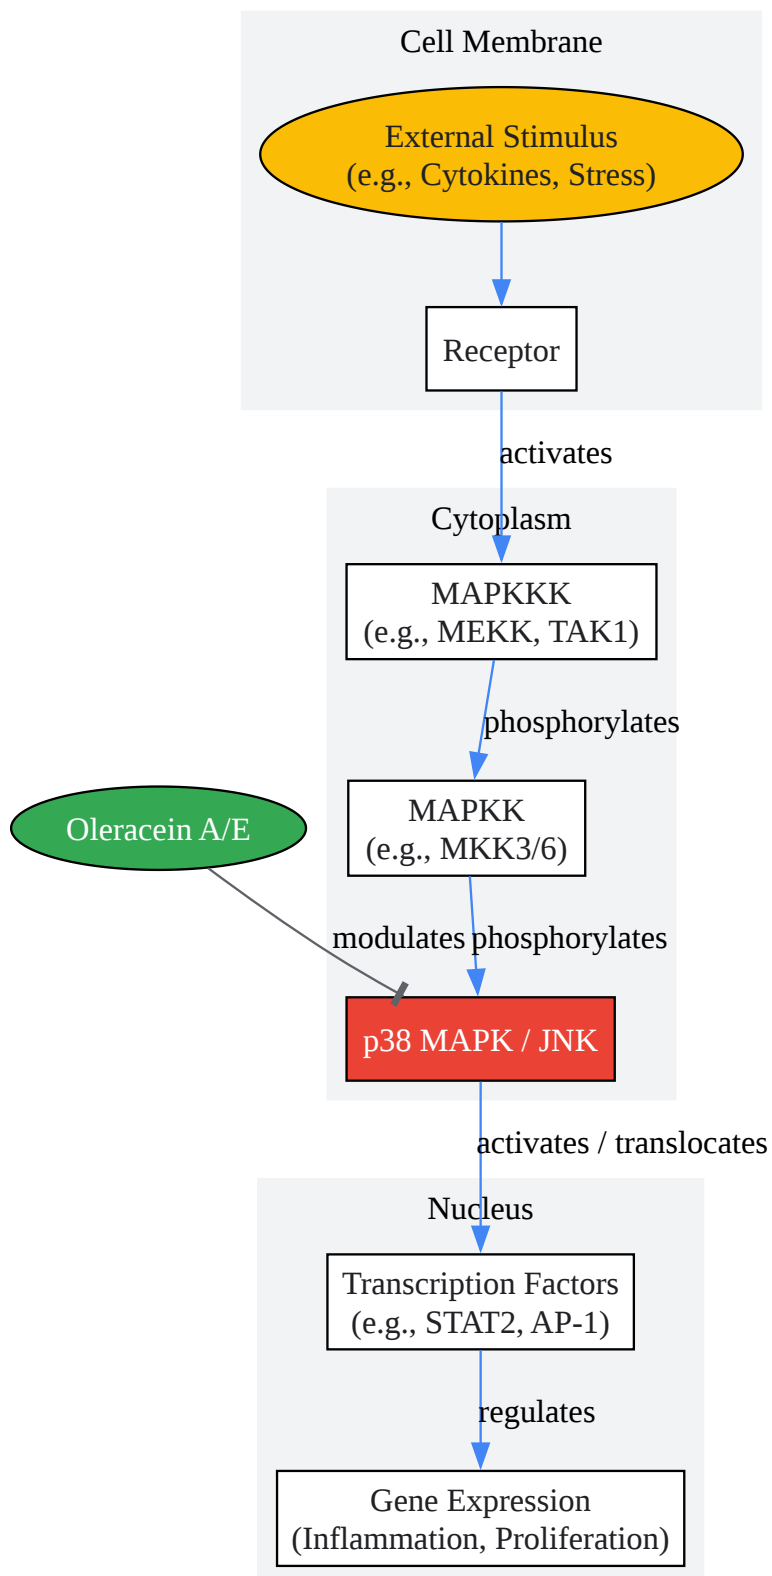 Cell Membrane
External Stimulus
(e.g., Cytokines, Stress)
Receptor
activates
Cytoplasm
MAPKKK
(e.g., MEKK, TAK1)
phosphorylates
MAPKK
(e.g., MKK3/6)
Oleracein A/E
modulates
phosphorylates
p38 MAPK / JNK
activates / translocates
Nucleus
Transcription Factors
(e.g., STAT2, AP-1)
regulates
Gene Expression
(Inflammation, Proliferation)